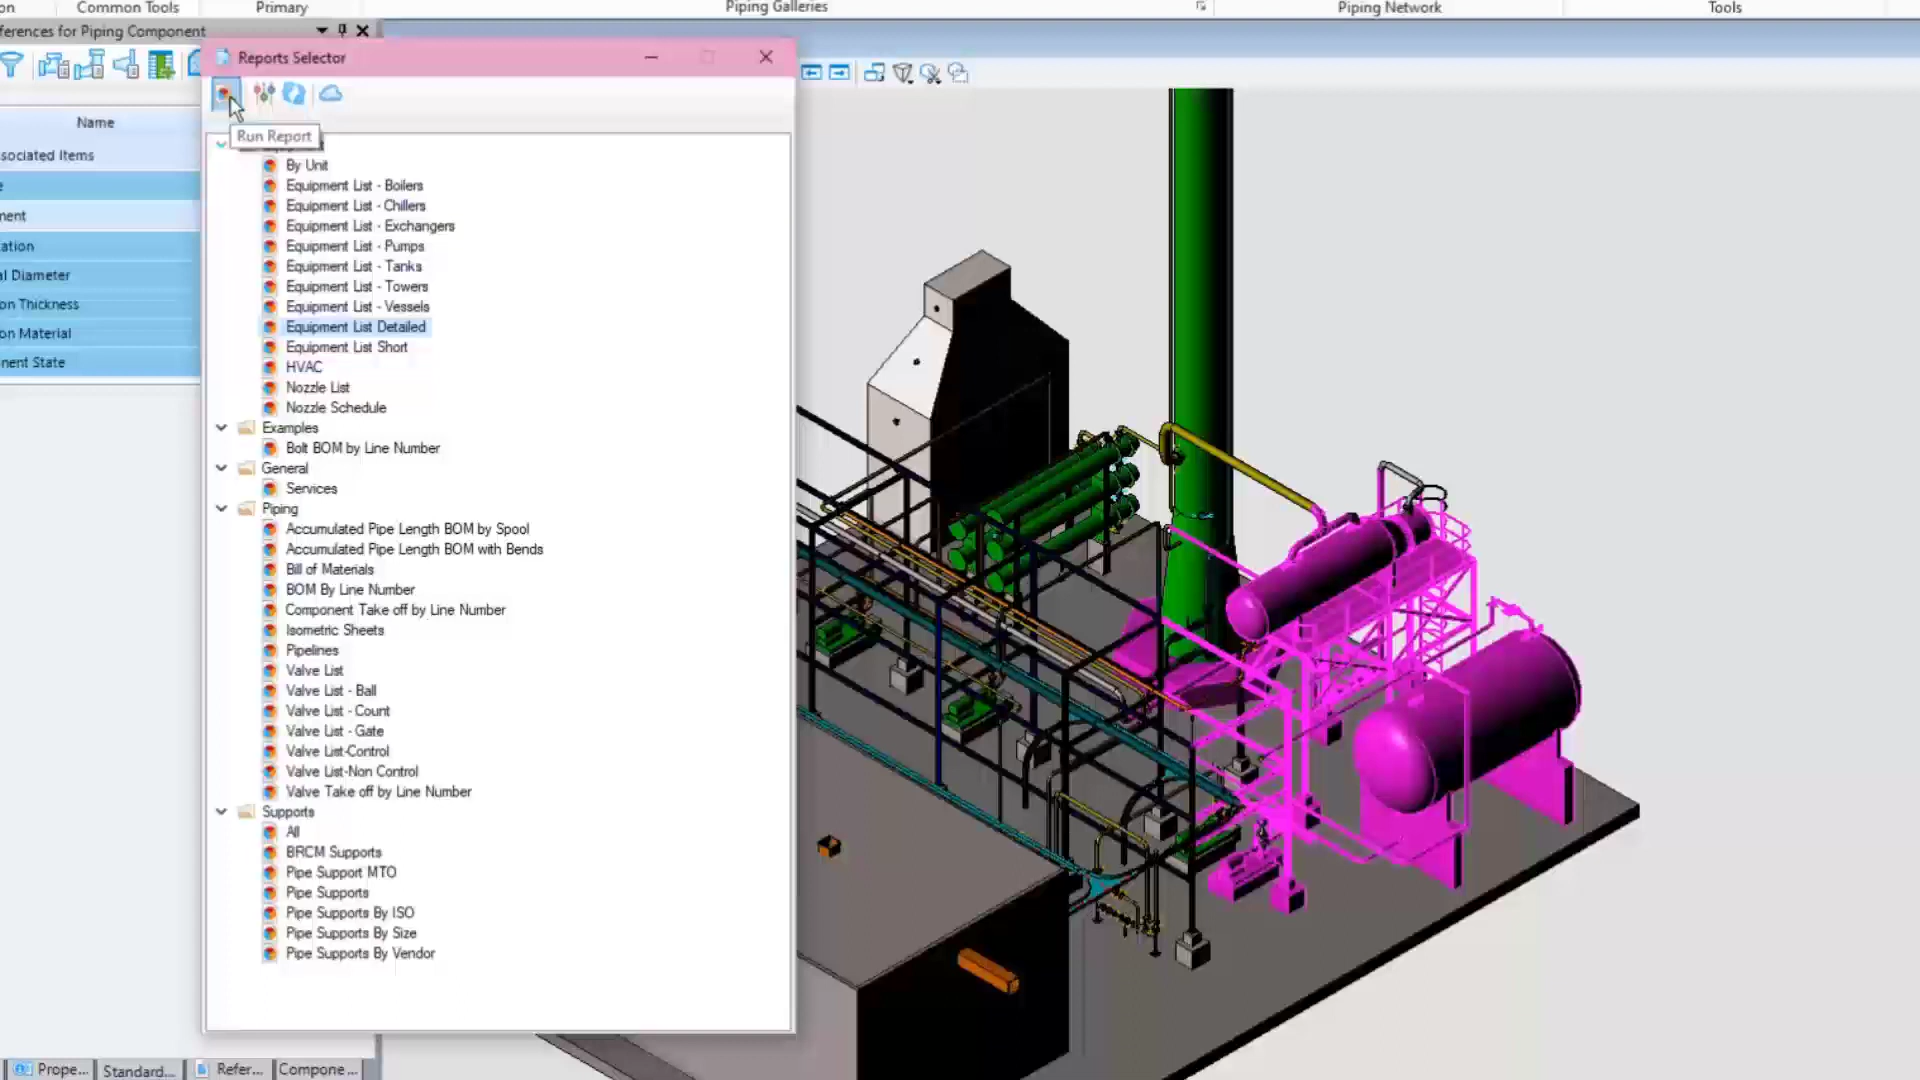 Common Tools
Primary
Piping Galleries
Piping Network
Tools
ferences for Piping Component
Reports Selector
Run Report
Name
sociated Items
ment
ation
al Diameter
on Thickness
on Material
nent State
By Unit
Equipment List - Boilers
Equipment List - Chillers
Equipment List - Exchangers
Equipment List - Pumps
Equipment List - Tanks
Equipment List - Towers
Equipment List - Vessels
Equipment List Detailed
Equipment List Short
HVAC
Nozzle List
Nozzle Schedule
Examples
Bolt BOM by Line Number
General
Services
Piping
Accumulated Pipe Length BOM by Spool
Accumulated Pipe Length BOM with Bends
Bill of Materials
BOM By Line Number
Component Take off by Line Number
Isometric Sheets
Pipelines
Valve List
Valve List - Ball
Valve List - Count
Valve List - Gate
Valve List-Control
Valve List-Non Control
Valve Take off by Line Number
Supports
All
BRCM Supports
Pipe Support MTO
Pipe Supports
Pipe Supports By ISO
Pipe Supports By Size
Pipe Supports By Vendor
Prope...
Standard...
Refer...
Compone...